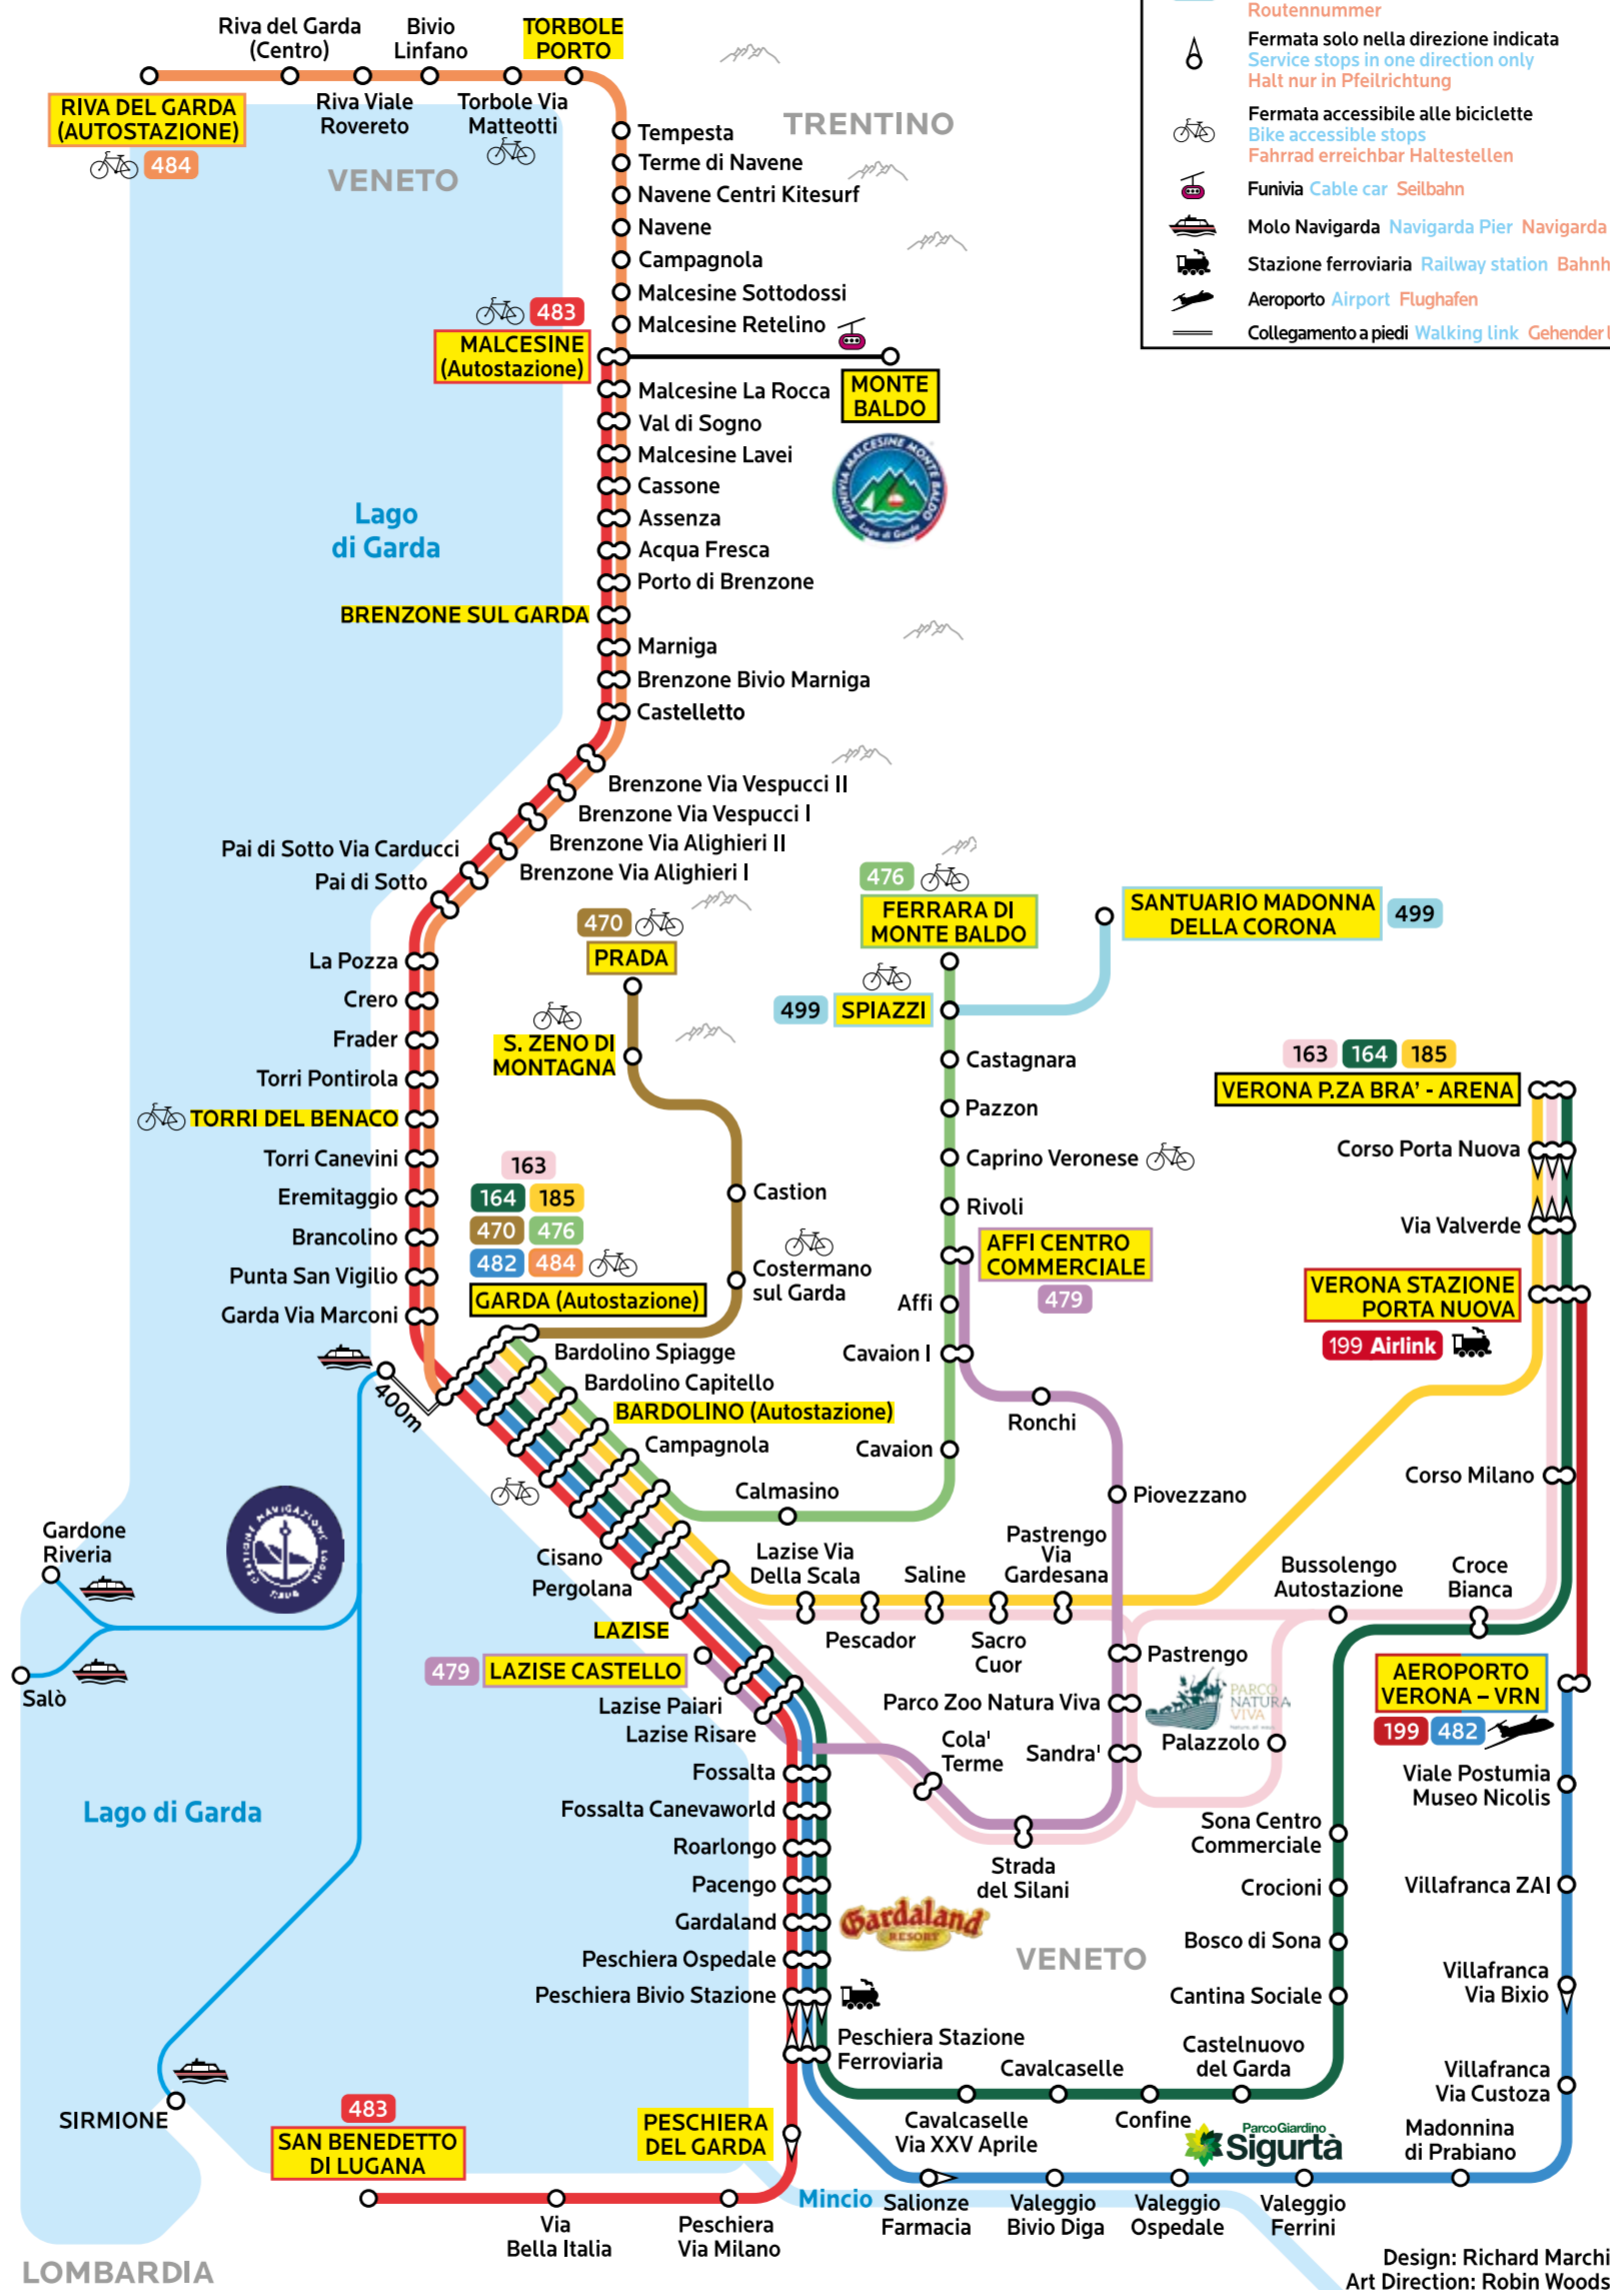 Routennummer
Fermata solo nella direzione indicata
Service stops in one direction only
Halt nur in Pfeilrichtung
Fermata accessibile alle biciclette
Bike accessible stops
Fahrrad erreichbar Haltestellen
Funivia Cable car Seilbahn
Molo Navigarda Navigarda Pier Navigarda
Stazione ferroviaria Railway station Bahnh
Aeroporto Airport Flughafen
Collegamento a piedi Walking link Gehender l
Riva del Garda
(Centro)
Bivio
Linfano
TORBOLE
PORTO
RIVA DEL GARDA
(AUTOSTAZIONE)
484
Riva Viale
Rovereto
Torbole Via
Matteotti
TRENTINO
VENETO
Tempesta
Terme di Navene
Navene Centri Kitesurf
Navene
Campagnola
Malcesine Sottodossi
Malcesine Retelino
483
MALCESINE
(Autostazione)
MONTE
BALDO
FUNIVIA MALCESINE MONTE BALDO
Lago di Garda
Malcesine La Rocca
Val di Sogno
Malcesine Lavei
Cassone
Assenza
Acqua Fresca
Porto di Brenzone
BRENZONE SUL GARDA
Marniga
Brenzone Bivio Marniga
Castelletto
Lago
di Garda
Brenzone Via Vespucci II
Brenzone Via Vespucci I
Brenzone Via Alighieri II
Brenzone Via Alighieri I
Pai di Sotto Via Carducci
Pai di Sotto
La Pozza
Crero
Frader
Torri Pontirola
TORRI DEL BENACO
Torri Canevini
Eremitaggio
Brancolino
Punta San Vigilio
Garda Via Marconi
470
PRADA
S. ZENO DI
MONTAGNA
Castion
Costermano
sul Garda
163
164 185
470 476
482 484
GARDA (Autostazione)
476
FERRARA DI
MONTE BALDO
SANTUARIO MADONNA
DELLA CORONA
499
499 SPIAZZI
Castagnara
Pazzon
Caprino Veronese
Rivoli
AFFI CENTRO
COMMERCIALE
479
Affi
Cavaion I
Ronchi
Cavaion
Calmasino
Piovezzano
163 164 185
VERONA P.ZA BRA' - ARENA
Corso Porta Nuova
Via Valverde
VERONA STAZIONE
PORTA NUOVA
199 Airlink
Corso Milano
400m
Bardolino Spiagge
Bardolino Capitello
BARDOLINO (Autostazione)
Campagnola
Cisano
Pergolana
LAZISE
479 LAZISE CASTELLO
Lazise Paiari
Lazise Risare
Lazise Via
Della Scala
Pescador
Saline
Sacro
Cuor
Pastrengo
Via
Gardesana
Bussolengo
Autostazione
Croce
Bianca
Pastrengo
Parco Zoo Natura Viva
PARCO
NATURA
VIVA
Sandra'
Palazzolo
Cola'
Terme
Strada
del Silani
AEROPORTO
VERONA – VRN
199 482
Viale Postumia
Museo Nicolis
Villafranca ZAI
Villafranca
Via Bixio
Villafranca
Via Custoza
Madonnina
di Prabiano
Gardone
Riveria
Salò
Lago di Garda
SIRMIONE
Fossalta
Fossalta Canevaworld
Roarlongo
Pacengo
Gardaland
Gardaland
RESORT
Peschiera Ospedale
Peschiera Bivio Stazione
Peschiera Stazione
Ferroviaria
VENETO
Sona Centro
Commerciale
Crocioni
Bosco di Sona
Cantina Sociale
Castelnuovo
del Garda
Cavalcaselle
Cavalcaselle
Via XXV Aprile
Confine
ParcoGiardino
Sigurtà
483
SAN BENEDETTO
DI LUGANA
PESCHIERA
DEL GARDA
Via
Bella Italia
Peschiera
Via Milano
Mincio
Salionze
Farmacia
Valeggio
Bivio Diga
Valeggio
Ospedale
Valeggio
Ferrini
LOMBARDIA
Design: Richard Marchi
Art Direction: Robin Woods